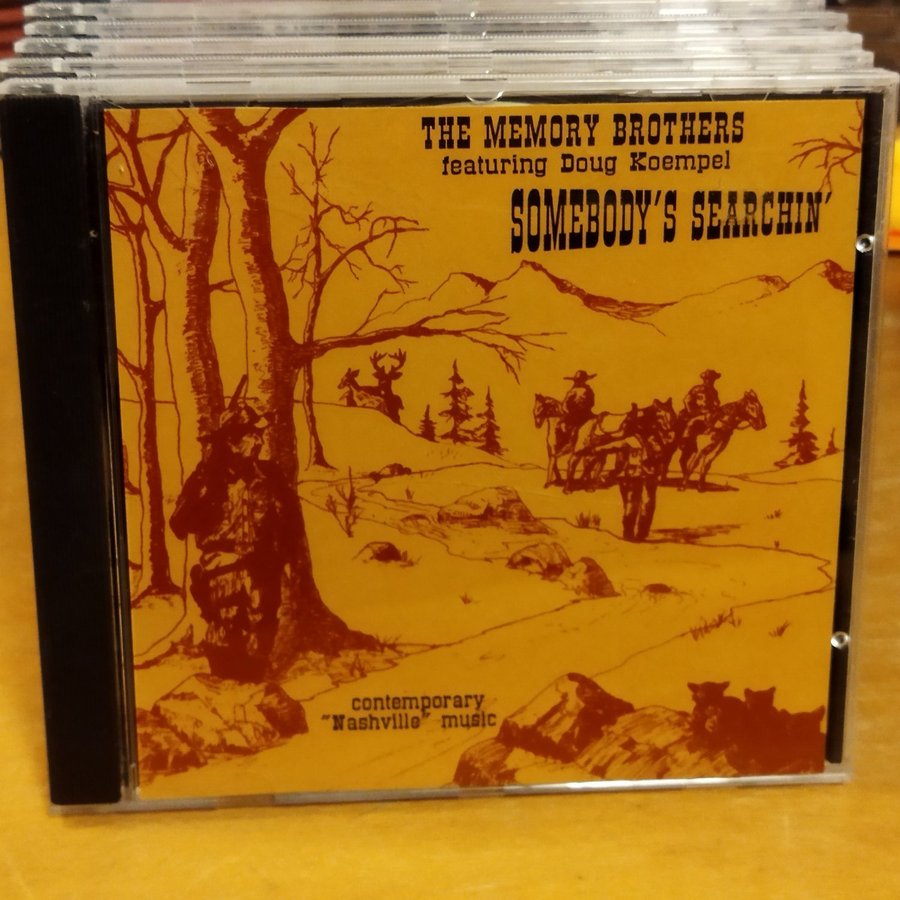 THE MEMORY BROTHERS
featuring Doug Koempel
SOMEBODY'S SEARCHIN'
contemporary
"Nashville" music